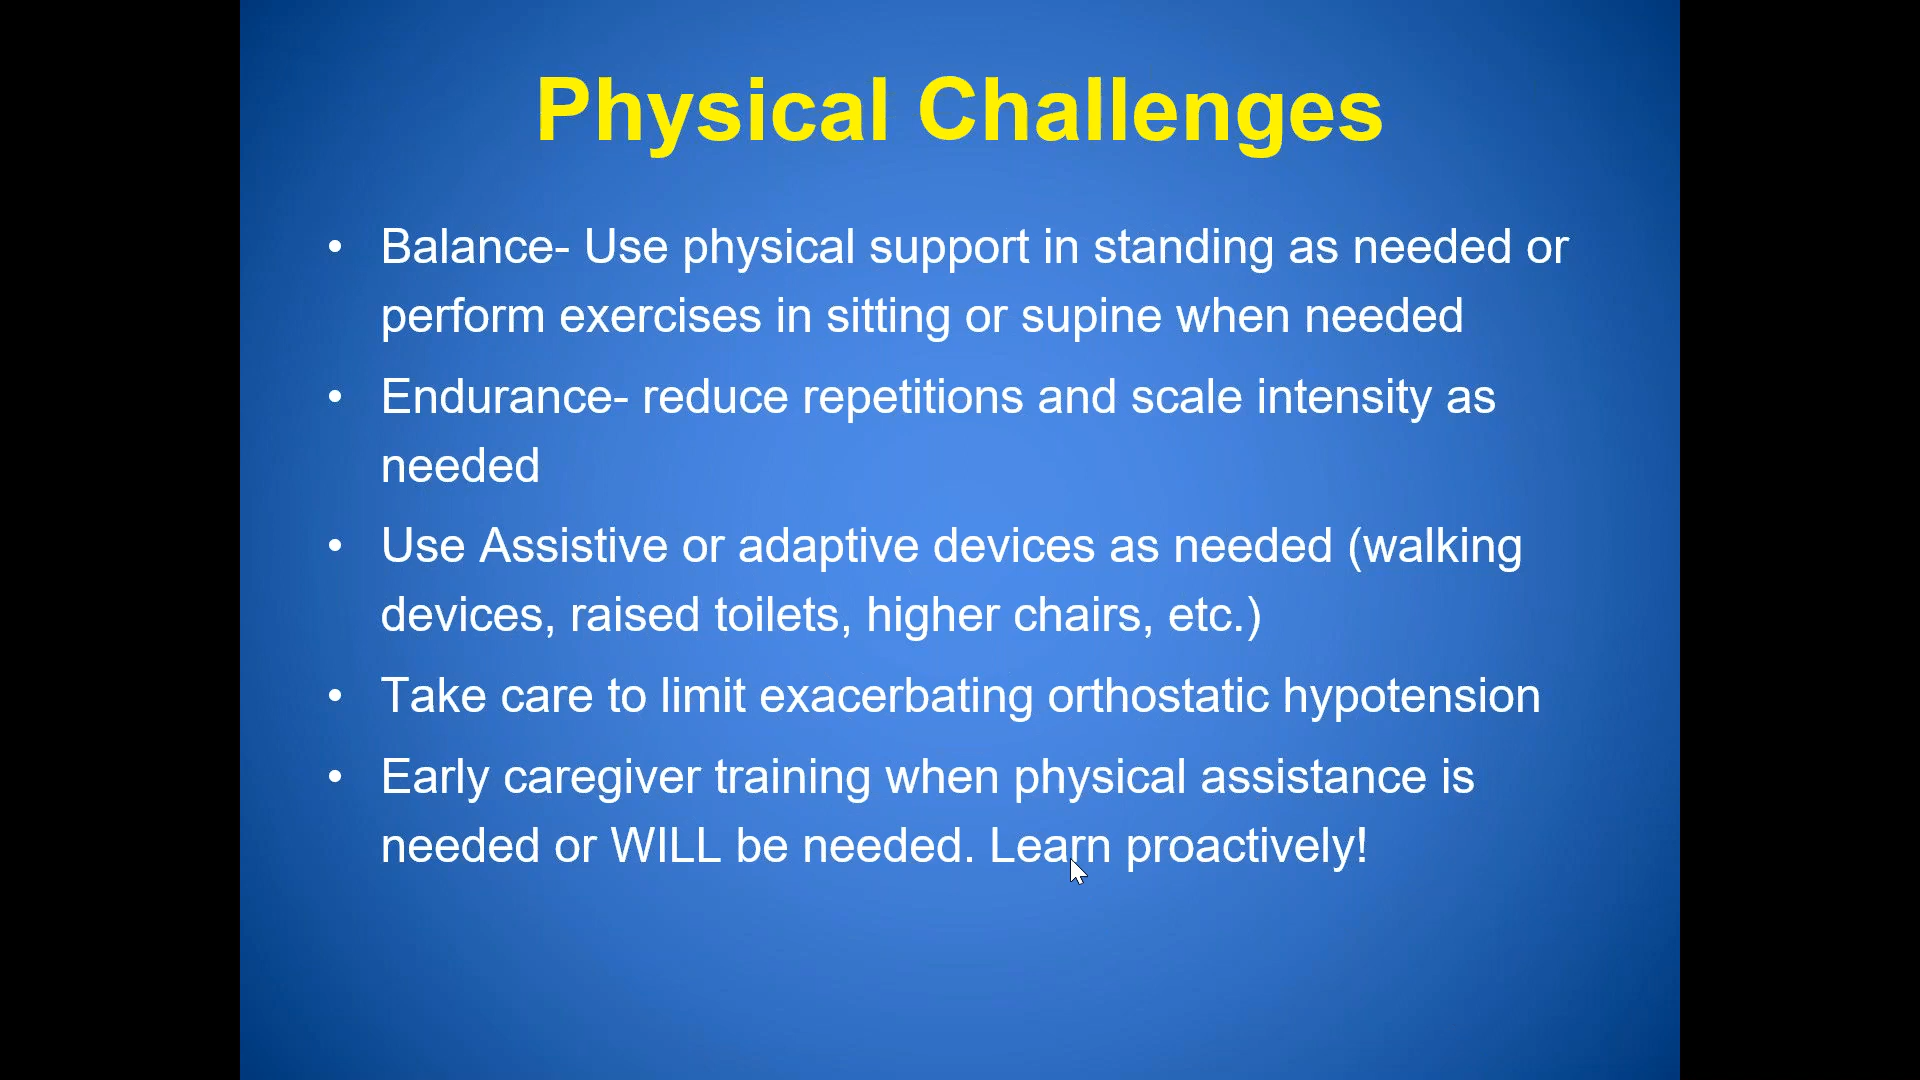 Physical Challenges
• Balance- Use physical support in standing as needed or
perform exercises in sitting or supine when needed
• Endurance- reduce repetitions and scale intensity as
needed
• Use Assistive or adaptive devices as needed (walking
devices, raised toilets, higher chairs, etc.)
• Take care to limit exacerbating orthostatic hypotension
• Early caregiver training when physical assistance is
needed or WILL be needed. Learn proactively!